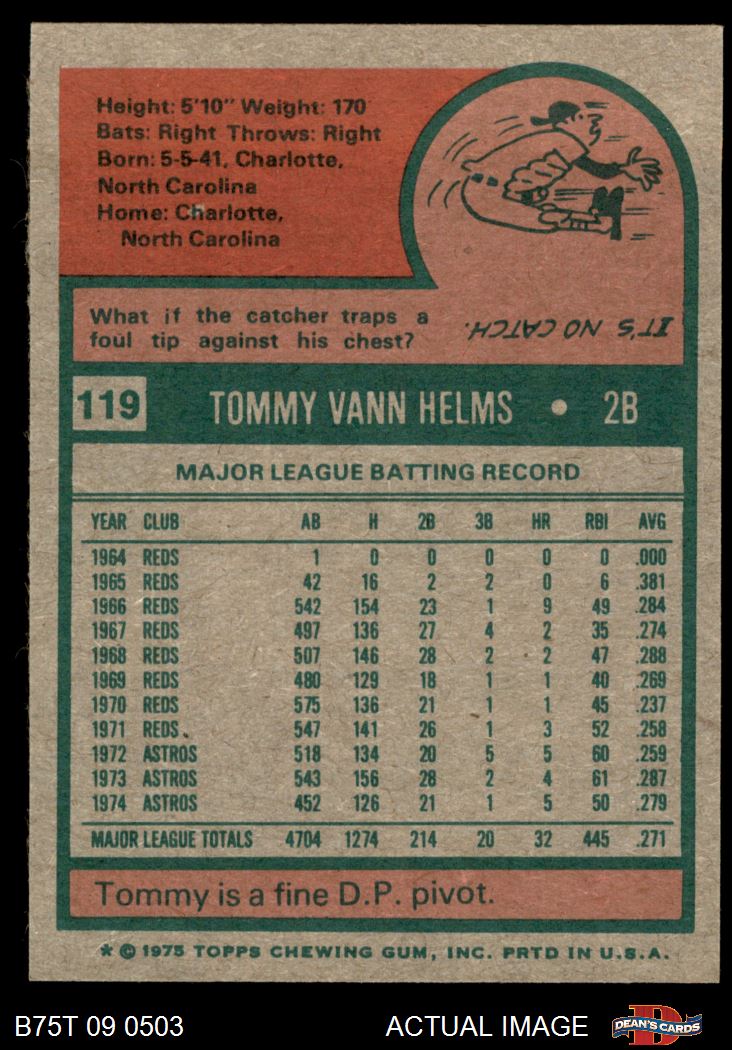 Height: 5'10" Weight: 170
Bats: Right Throws: Right
Born: 5-5-41, Charlotte,
North Carolina
Home: Charlotte,
North Carolina
What if the catcher traps a
foul tip against his chest?
IT'S NO CATCH.
119 TOMMY VANN HELMS • 2B
MAJOR LEAGUE BATTING RECORD
YEAR CLUB AB H 2B 3B HR RBI AVG
1964 REDS 1 0 0 0 0 0 .000
1965 REDS 42 16 2 2 0 6 .381
1966 REDS 542 154 23 1 9 49 .284
1967 REDS 497 136 27 4 2 35 .274
1968 REDS 507 146 28 2 2 47 .288
1969 REDS 480 129 18 1 1 40 .269
1970 REDS 575 136 21 1 1 45 .237
1971 REDS 547 141 26 1 3 52 .258
1972 ASTROS 518 134 20 5 5 60 .259
1973 ASTROS 543 156 28 2 4 61 .287
1974 ASTROS 452 126 21 1 5 50 .279
MAJOR LEAGUE TOTALS 4704 1274 214 20 32 445 .271
Tommy is a fine D.P. pivot.
* © 1975 TOPPS CHEWING GUM, INC. PRTD IN U.S.A.
B75T 09 0503 ACTUAL IMAGE D DEAN'S CARDS